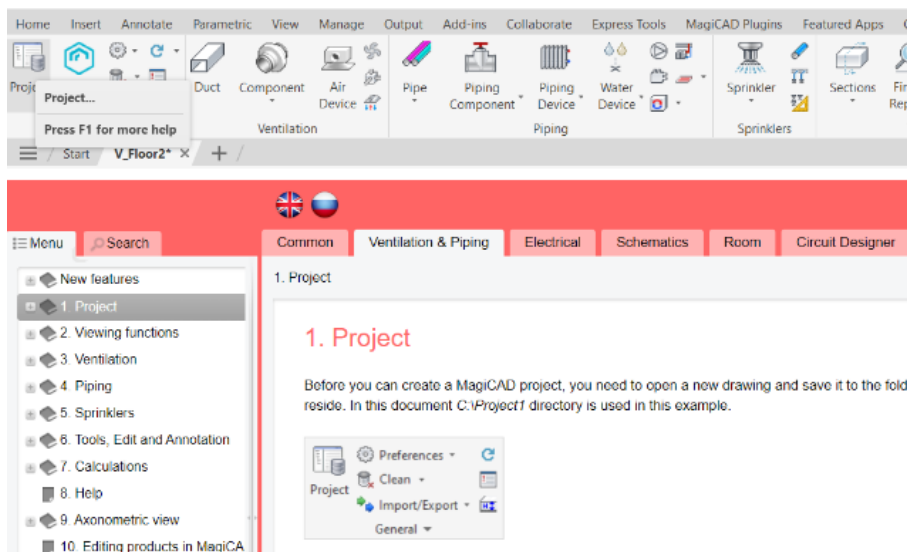 Home Insert Annotate Parametric View Manage Output Add-ins Collaborate Express Tools MagiCAD Plugins Featured Apps
Duct Component Air Device Pipe Piping Component Piping Device Water Device Sprinkler Sections
Project...
Press F1 for more help
Ventilation Piping Sprinklers
Start V_Floor2*
Menu Search
Common Ventilation & Piping Electrical Schematics Room Circuit Designer
New features
1. Project
2. Viewing functions
3. Ventilation
4. Piping
5. Sprinklers
6. Tools, Edit and Annotation
7. Calculations
8. Help
9. Axonometric view
10. Editing products in MagiCA
1. Project
1. Project
Before you can create a MagiCAD project, you need to open a new drawing and save it to the fold
reside. In this document C:\Project1 directory is used in this example.
Project
Preferences
Clean
Import/Export
General